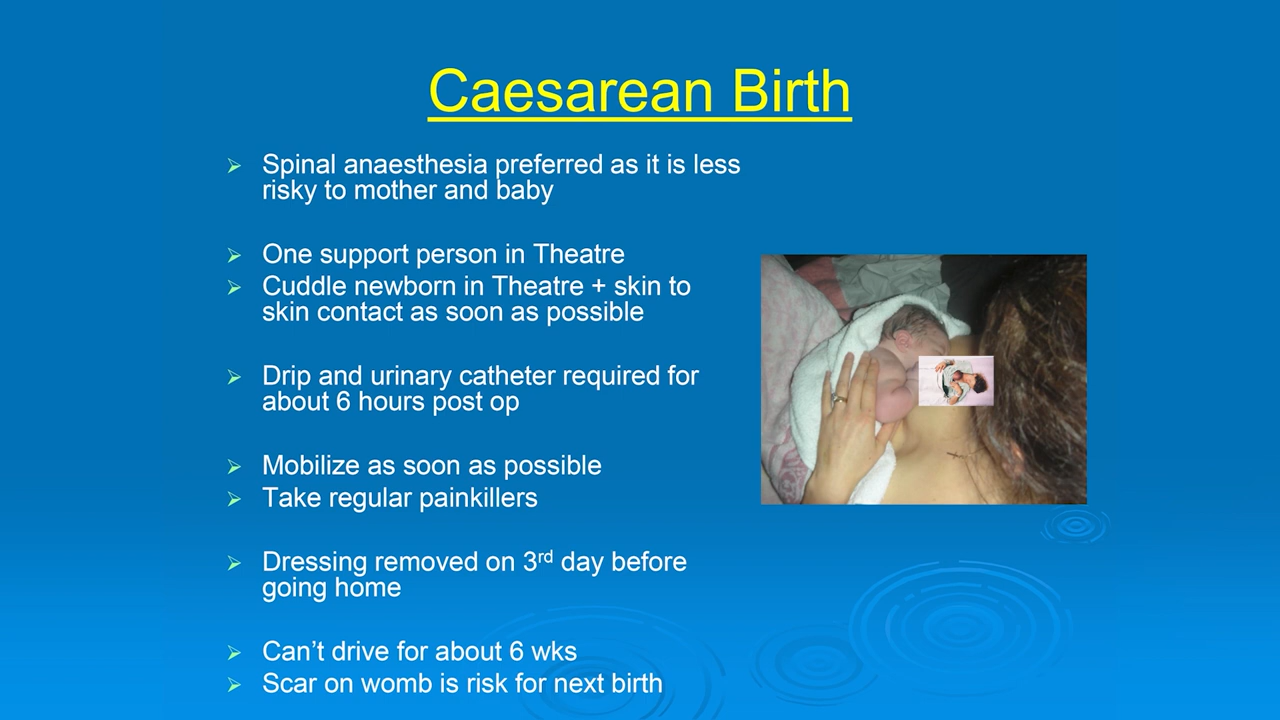 Caesarean Birth
Spinal anaesthesia preferred as it is less
risky to mother and baby
One support person in Theatre
Cuddle newborn in Theatre + skin to
skin contact as soon as possible
Drip and urinary catheter required for
about 6 hours post op
Mobilize as soon as possible
Take regular painkillers
Dressing removed on 3rd day before
going home
Can't drive for about 6 wks
Scar on womb is risk for next birth